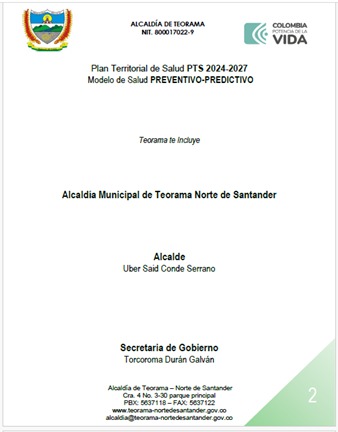 ALCALDÍA DE TEORAMA
NIT. 800017022-9
COLOMBIA
POTENCIA DE LA
VIDA
Plan Territorial de Salud PTS 2024-2027
Modelo de Salud PREVENTIVO-PREDICTIVO
Teorama te Incluye
Alcaldía Municipal de Teorama Norte de Santander
Alcalde
Uber Said Conde Serrano
Secretaria de Gobierno
Torcoroma Durán Galván
Alcaldía de Teorama – Norte de Santander
Cra. 4 No. 3-30 parque principal
PBX: 5637118 – FAX: 5637122
www.teorama-nortedesantander.gov.co
alcaldia@teorama-nortedesantander.gov.co
2